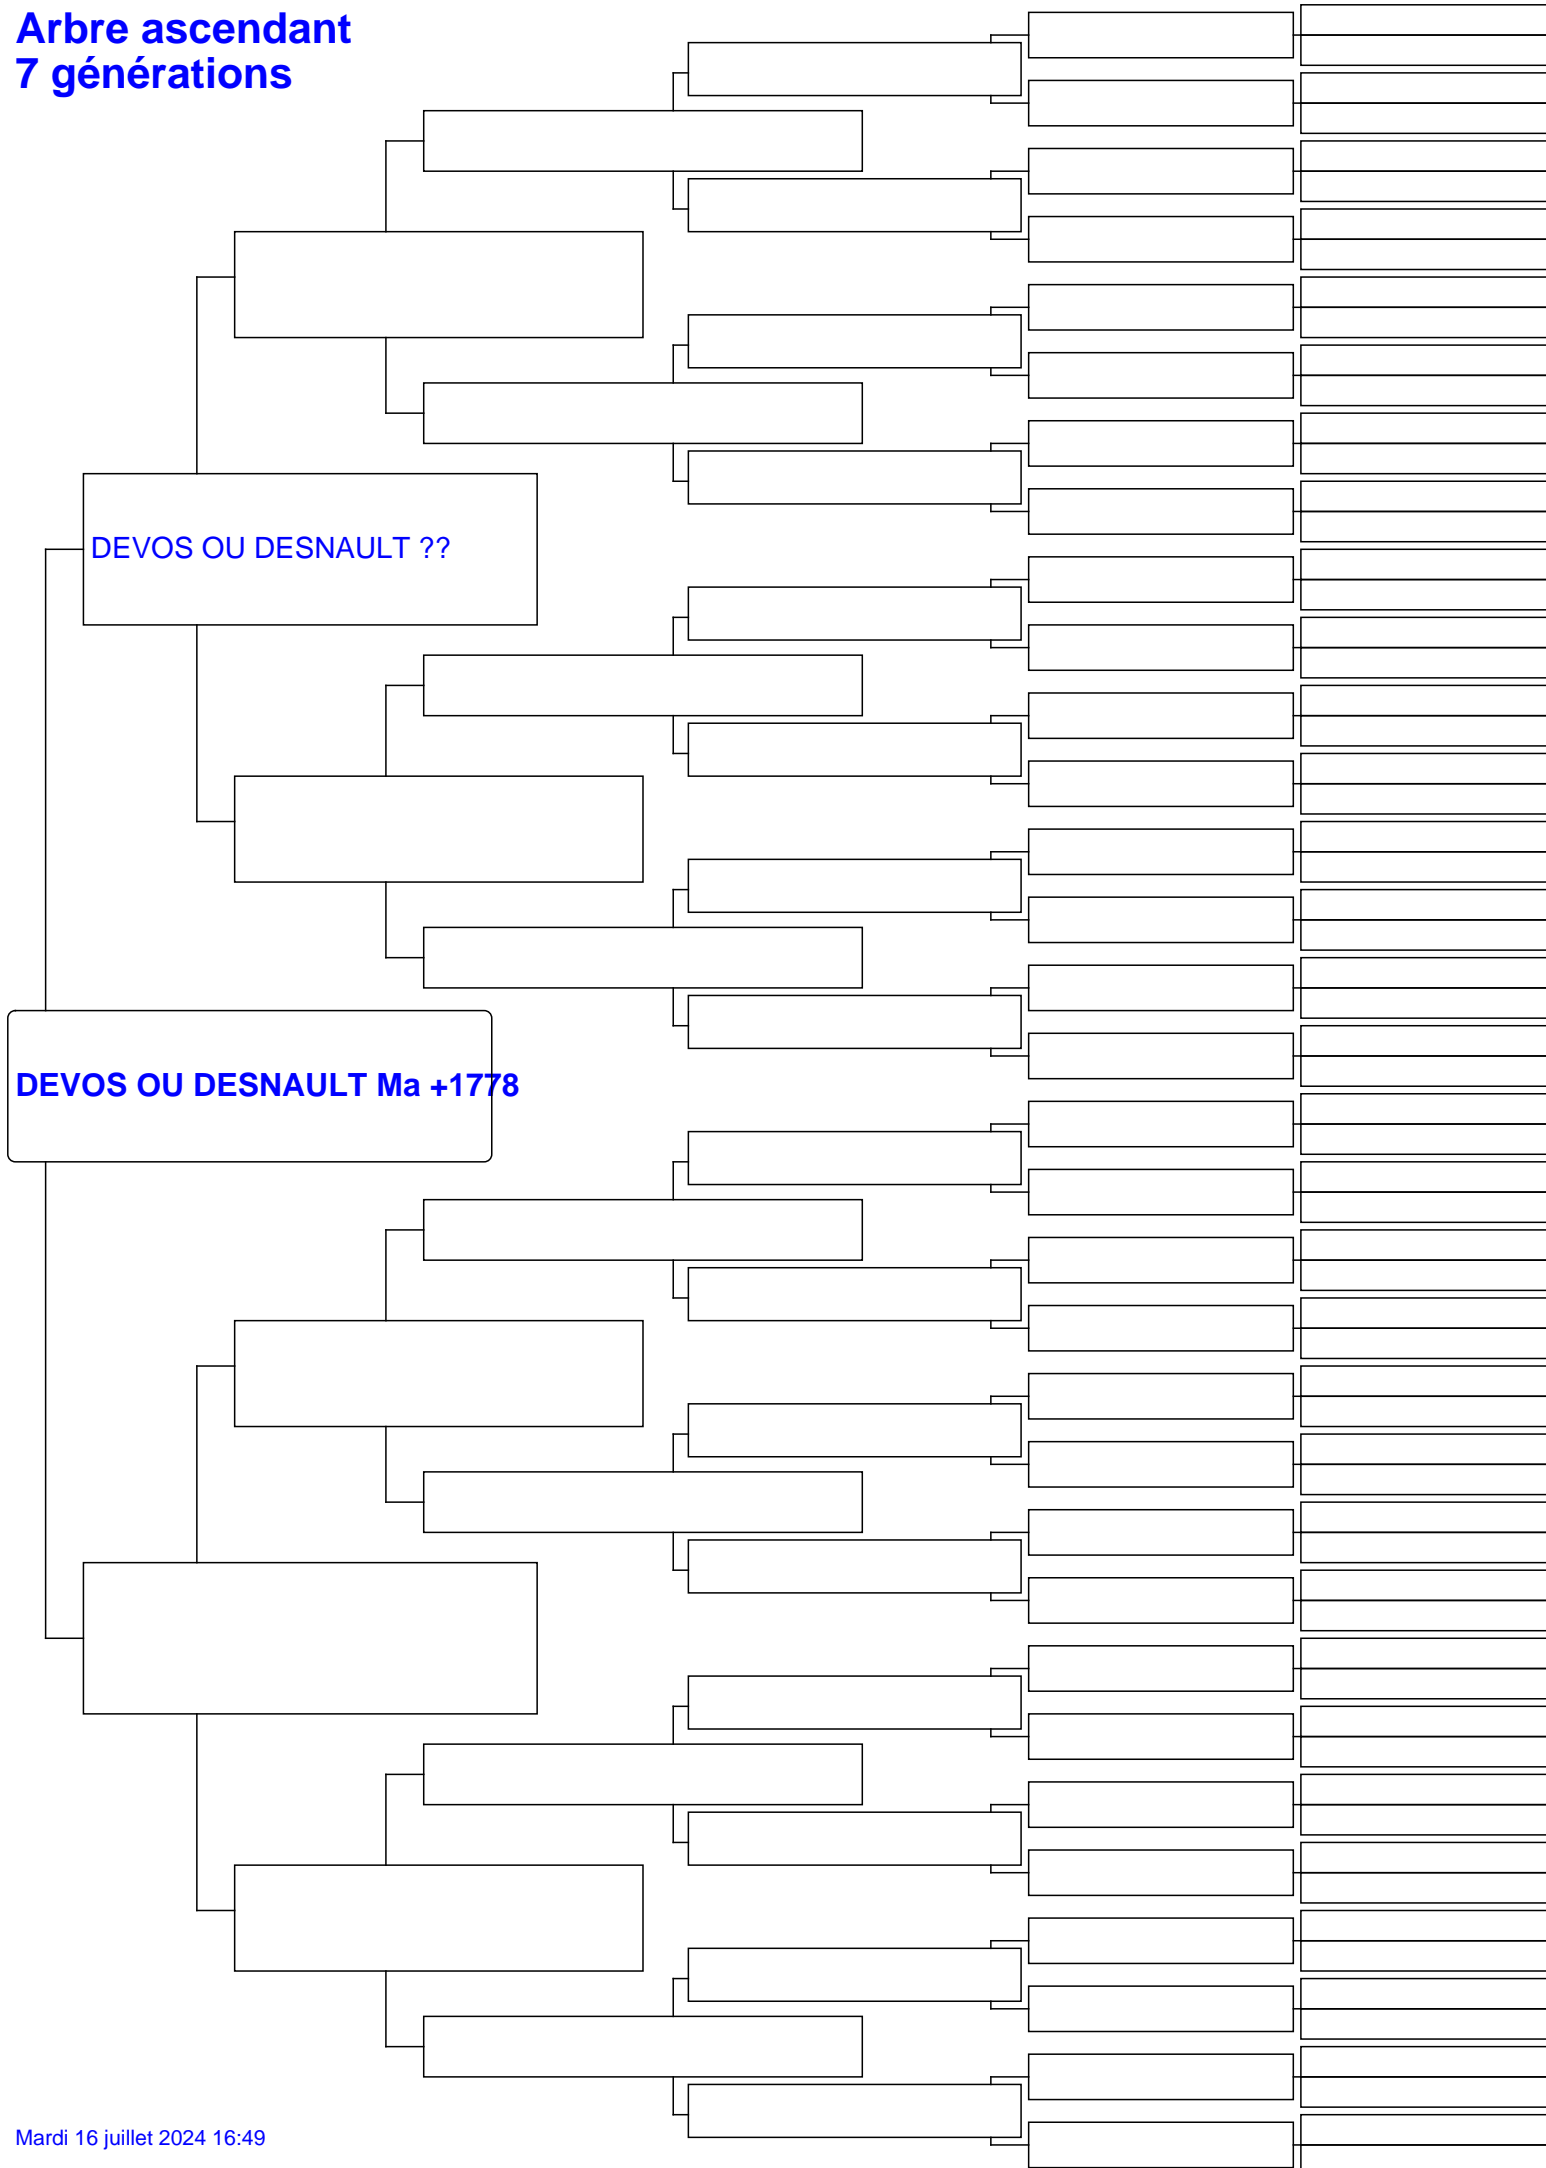 Arbre ascendant
7 générations
DEVOS OU DESNAULT ??
DEVOS OU DESNAULT Ma +1778
Mardi 16 juillet 2024 16:49